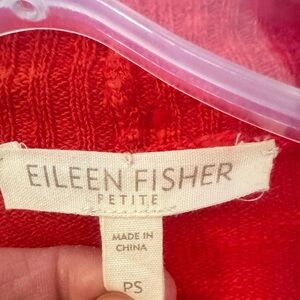 EILEEN FISHER
PETITE
MADE IN
CHINA
PS